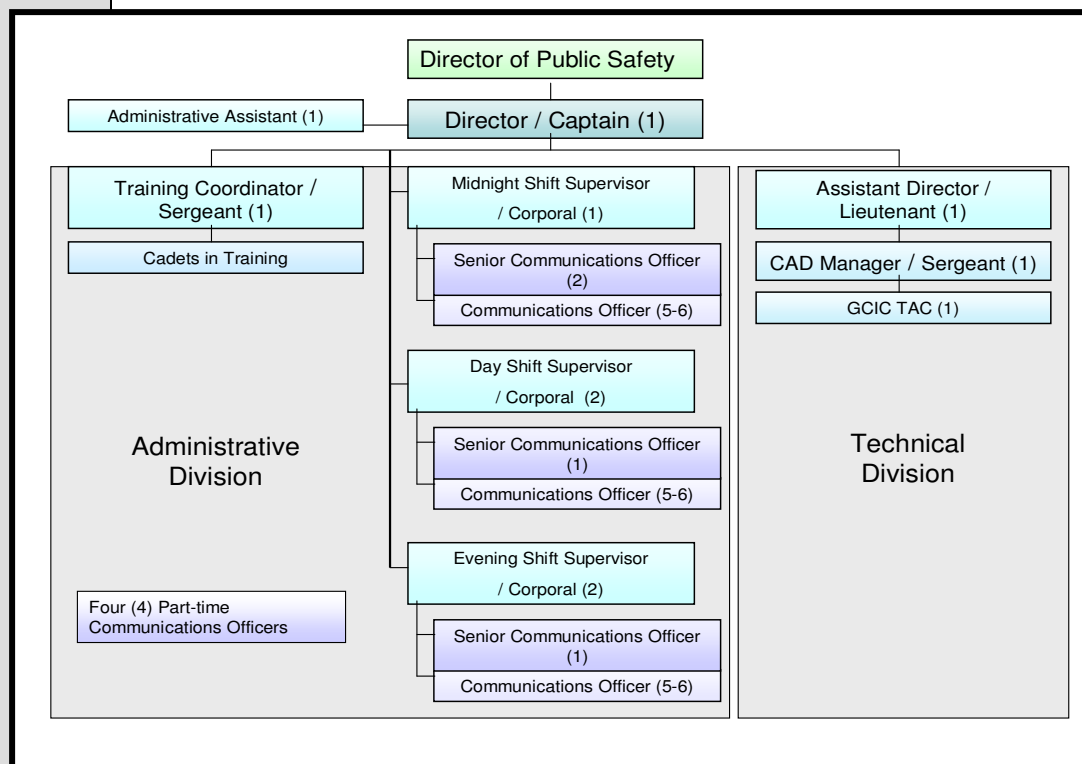 Director of Public Safety
Administrative Assistant (1)
Director / Captain (1)
Training Coordinator /
Sergeant (1)
Cadets in Training
Midnight Shift Supervisor
/ Corporal (1)
Senior Communications Officer
(2)
Communications Officer (5-6)
Day Shift Supervisor
/ Corporal (2)
Senior Communications Officer
(1)
Communications Officer (5-6)
Evening Shift Supervisor
/ Corporal (2)
Senior Communications Officer
(1)
Communications Officer (5-6)
Administrative
Division
Four (4) Part-time
Communications Officers
Assistant Director /
Lieutenant (1)
CAD Manager / Sergeant (1)
GCIC TAC (1)
Technical
Division